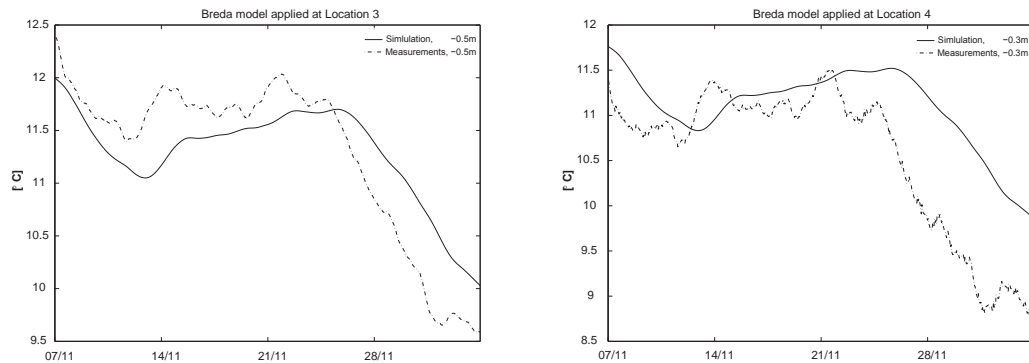 Breda model applied at Location 3
Simlulation, −0.5m
Measurements, −0.5m
[° C]
12.5
12
11.5
11
10.5
10
9.5
07/11
14/11
21/11
28/11
Breda model applied at Location 4
Simlulation, −0.3m
Measurements, −0.3m
[° C]
12
11.5
11
10.5
10
9.5
9
8.5
07/11
14/11
21/11
28/11